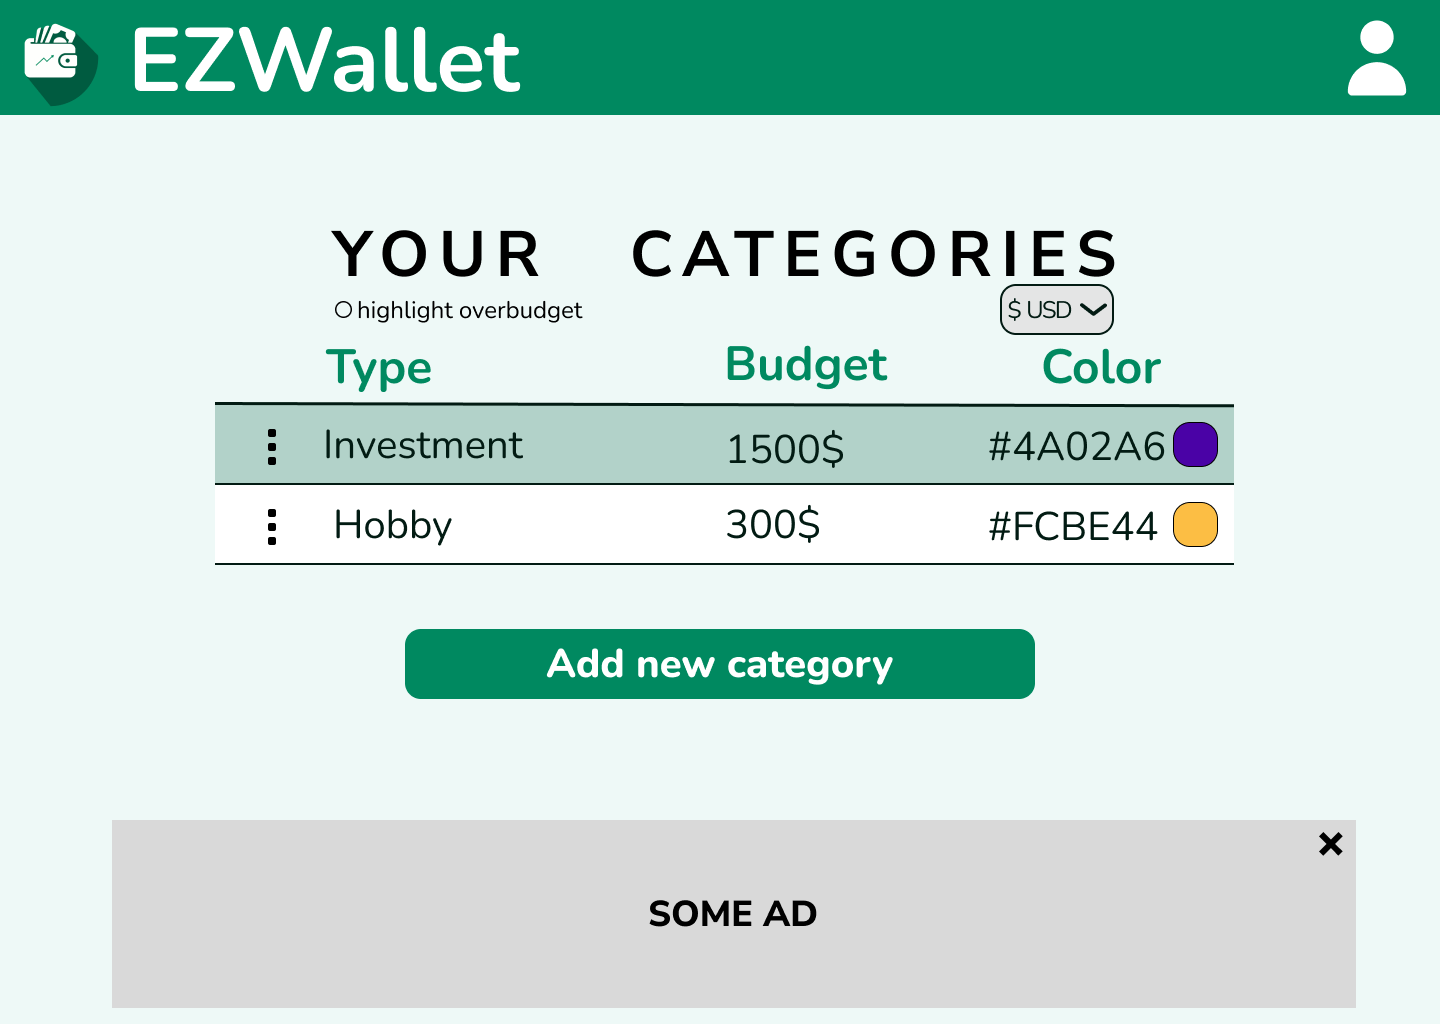 EZWallet
YOUR CATEGORIES
highlight overbudget
$ USD
Type Budget Color
Investment 1500$ #4A02A6
Hobby 300$ #FCBE44
Add new category
SOME AD